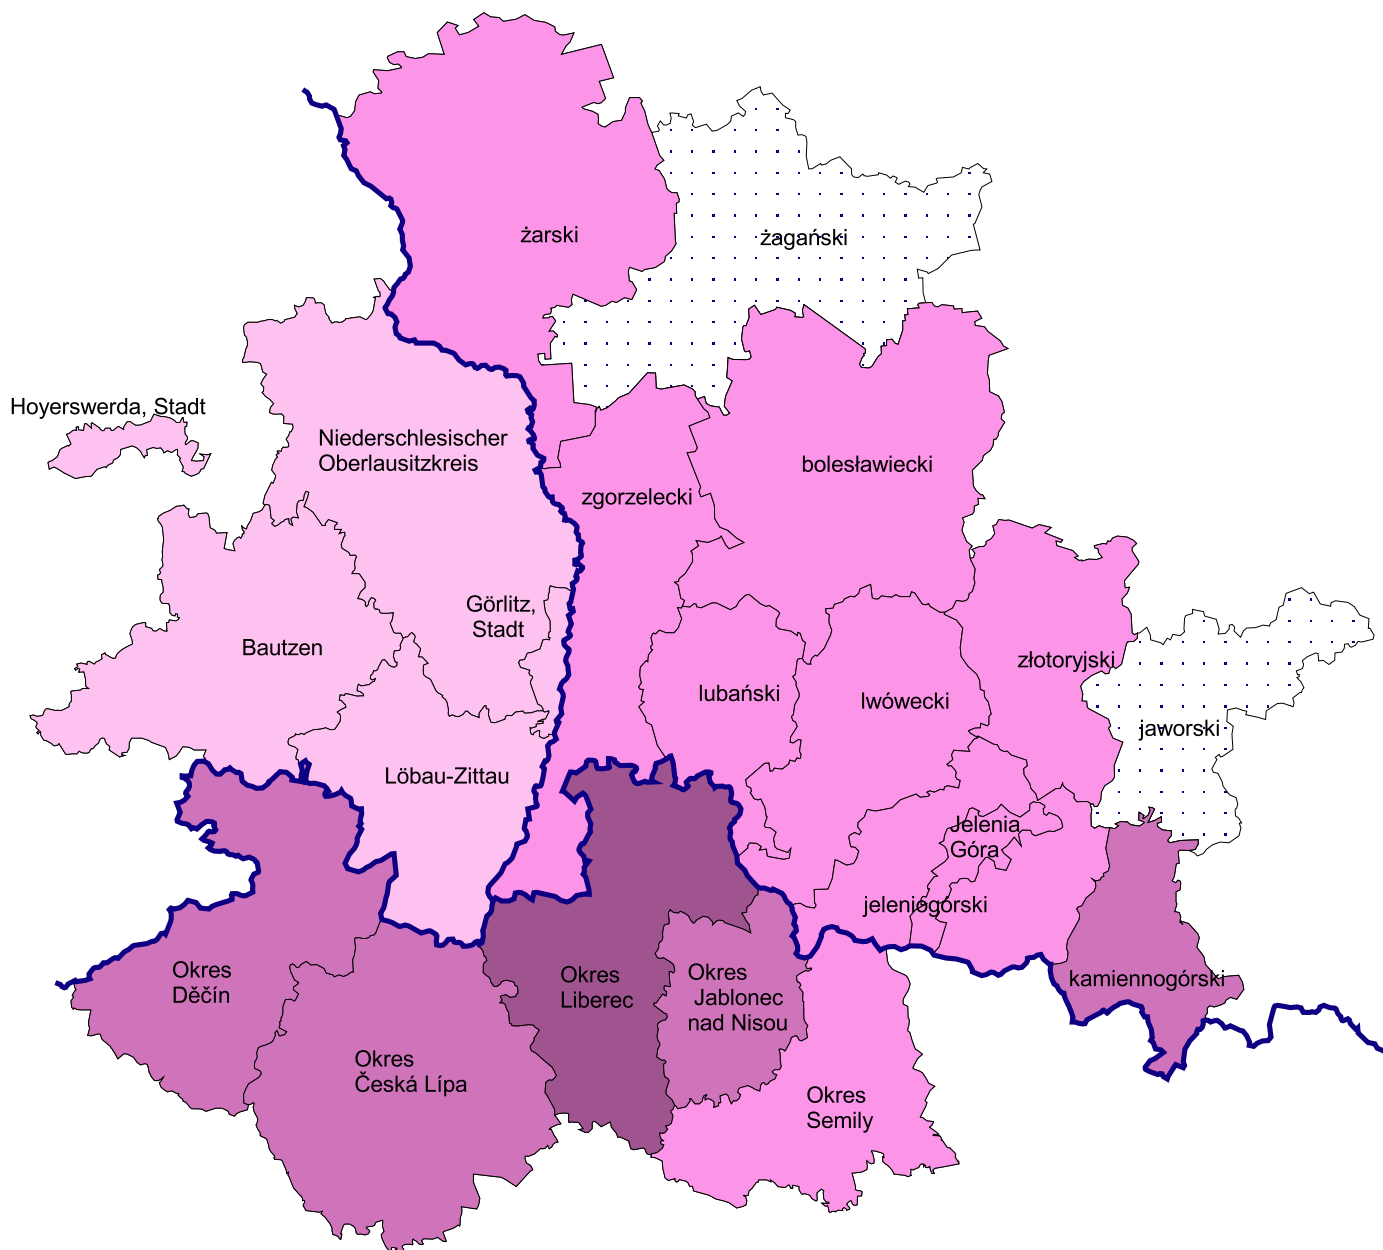 żarski
żagański
Hoyerswerda, Stadt
Niederschlesischer
Oberlausitzkreis
bolesławiecki
zgorzelecki
Görlitz,
Stadt
Bautzen
złotoryjski
lubański
lwówecki
jaworski
Löbau-Zittau
Jelenia
Góra
jeleniogórski
Okres
Děčín
Okres
Liberec
Okres
Jablonec
nad Nisou
kamiennogórski
Okres
Česká Lípa
Okres
Semily